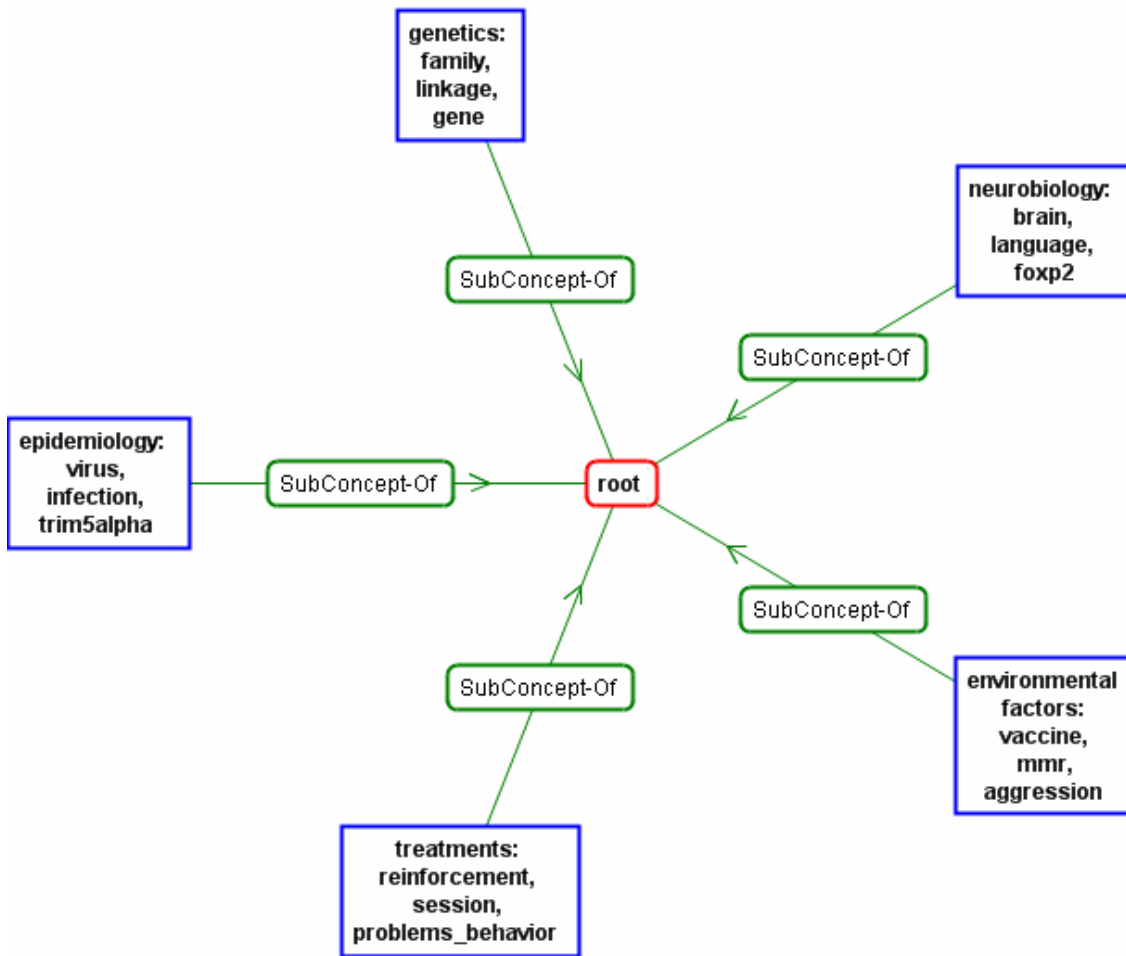 genetics:
family,
linkage,
gene
neurobiology:
brain,
language,
foxp2
SubConcept-Of
SubConcept-Of
epidemiology:
virus,
infection,
trim5alpha
SubConcept-Of
root
SubConcept-Of
SubConcept-Of
environmental
factors:
vaccine,
mmr,
aggression
treatments:
reinforcement,
session,
problems_behavior